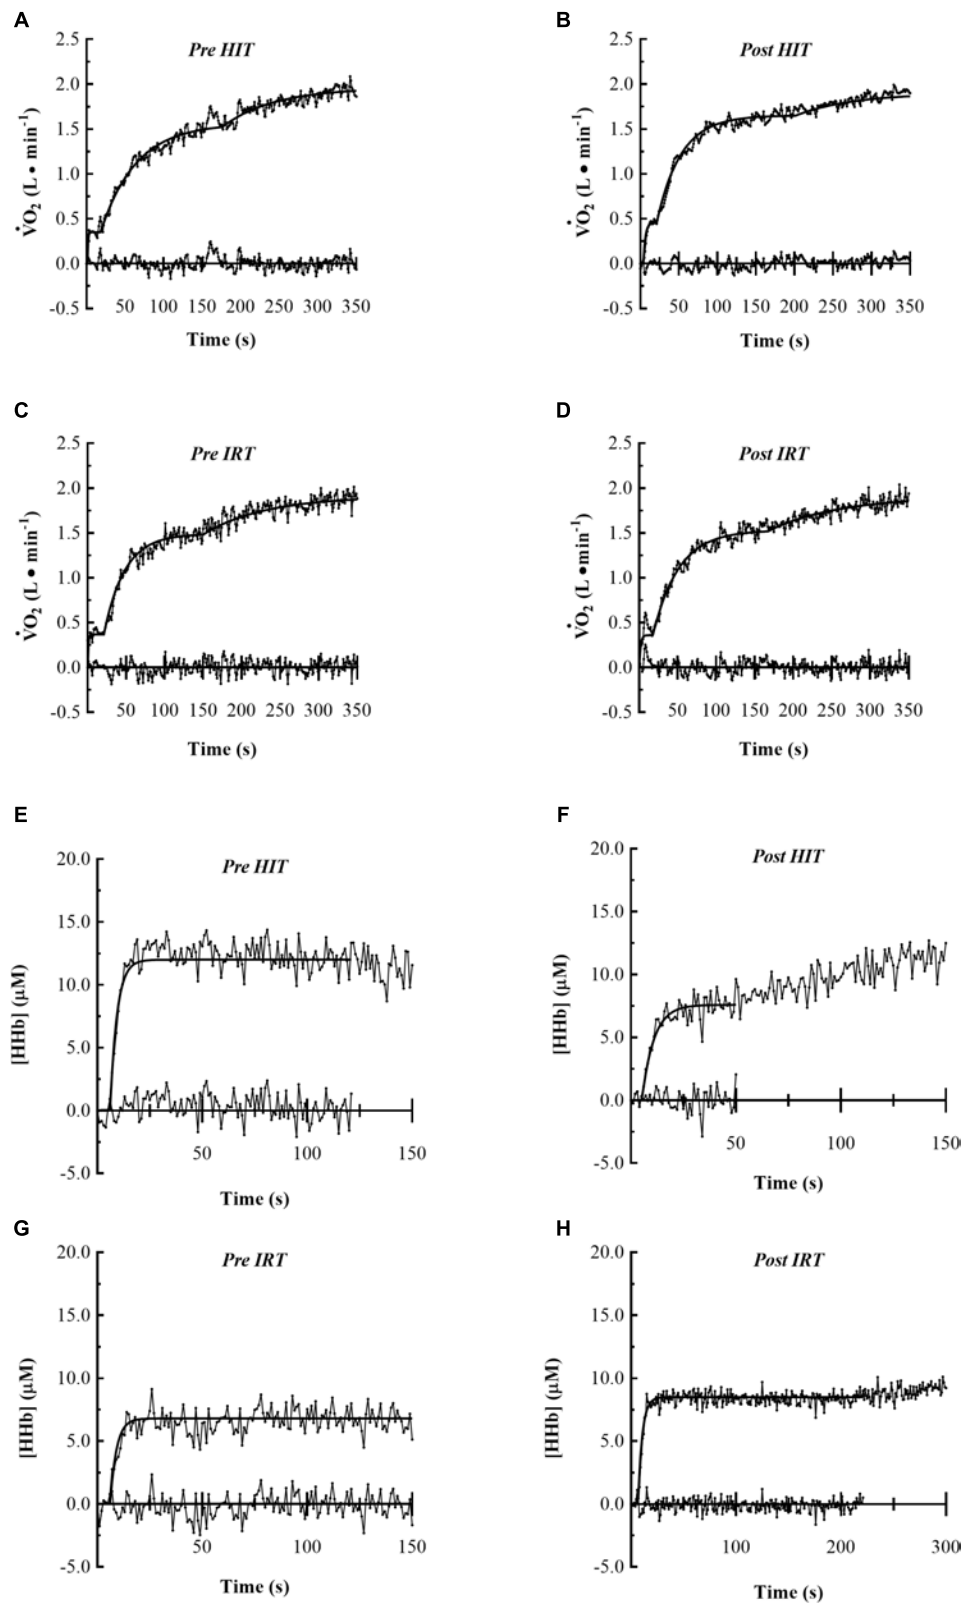 A
Pre HIT
2.5
2.0
1.5
1.0
0.5
0.0
-0.5
V̇O2 (L • min-1)
50 100 150 200 250 300 350
Time (s)
B
Post HIT
2.5
2.0
1.5
1.0
0.5
0.0
-0.5
V̇O2 (L • min-1)
50 100 150 200 250 300 350
Time (s)
C
Pre IRT
2.5
2.0
1.5
1.0
0.5
0.0
-0.5
V̇O2 (L • min-1)
50 100 150 200 250 300 350
Time (s)
D
Post IRT
2.5
2.0
1.5
1.0
0.5
0.0
-0.5
V̇O2 (L •min-1)
50 100 150 200 250 300 350
Time (s)
E
Pre HIT
20.0
15.0
10.0
5.0
0.0
-5.0
[HHb] (μM)
50 100 150
Time (s)
F
Post HIT
20.0
15.0
10.0
5.0
0.0
-5.0
[HHb] (μM)
50 100 150
Time (s)
G
Pre IRT
20.0
15.0
10.0
5.0
0.0
-5.0
[HHb] (μM)
50 100 150
Time (s)
H
Post IRT
20.0
15.0
10.0
5.0
0.0
-5.0
[HHb] (μM)
100 200 300
Time (s)